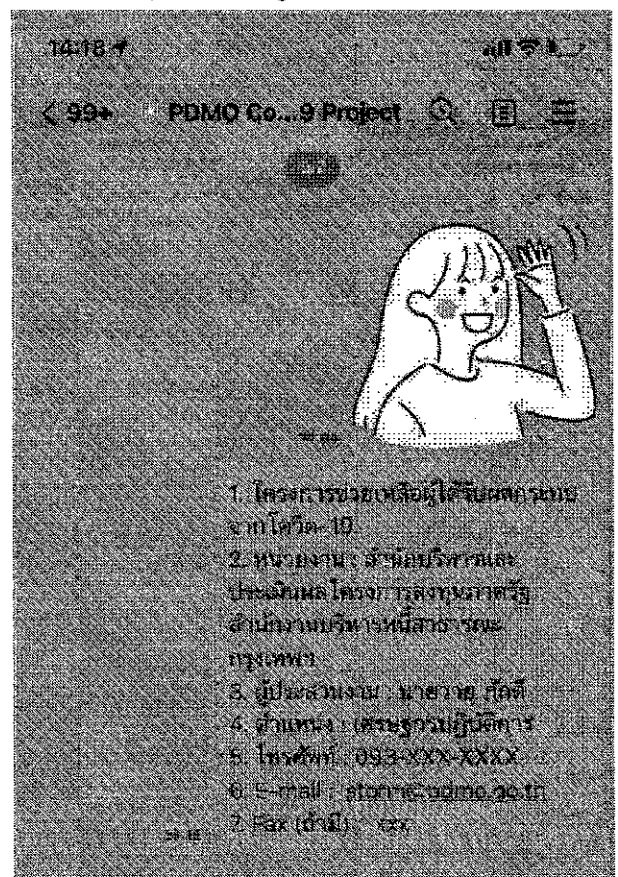 14:18
< 99+ PDMO Co...9 Project
1. โครงการช่วยเหลือผู้ได้รับผลกระทบ
จากโควิด-19
2. หน่วยงาน : สำนักบริหารและ
ประเมินผลโครงการลงทุนภาครัฐ
สำนักงานบริหารหนี้สาธารณะ
กรุงเทพฯ
3. ผู้ประสานงาน : นายวายุ ภักดี
4. ตำแหน่ง : เศรษฐกรปฏิบัติการ
5. โทรศัพท์ : 093-XXX-XXXX
6. E-mail :
7. Fax (ถ้ามี) : xxx